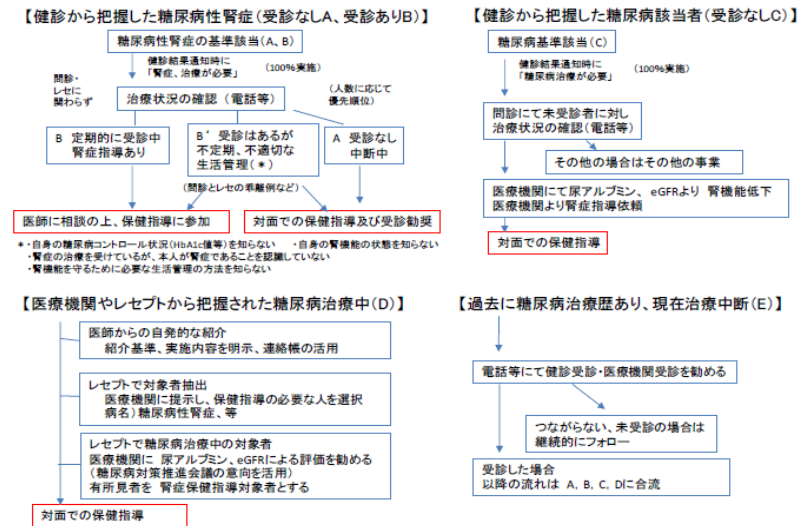 【健診から把握した糖尿病性腎症(受診なしA、受診ありB)】
糖尿病性腎症の基準該当(A、B)
健診結果通知時に
「腎症、治療が必要」
(100%実施)
問診・
レセに
関わらず
治療状況の確認(電話等)
(人数に応じて
優先順位)
B 定期的に受診中
腎症指導あり
B' 受診はあるが
不定期、不適切な
生活管理(*)
A 受診なし
中断中
(問診とレセの乖離例など)
医師に相談の上、保健指導に参加
対面での保健指導及び受診勧奨
*・自身の糖尿病コントロール状況(HbA1c値等)を知らない ・自身の腎機能の状態を知らない
・腎症の治療を受けているが、本人が腎症であることを認識していない
・腎機能を守るために必要な生活管理の方法を知らない
【健診から把握した糖尿病該当者(受診なしC)】
糖尿病基準該当(C)
健診結果通知時に
「糖尿病治療が必要」
(100%実施)
問診にて未受診者に対し
治療状況の確認(電話等)
その他の場合はその他の事業
医療機関にて尿アルブミン、eGFRより 腎機能低下
医療機関より腎症指導依頼
対面での保健指導
【医療機関やレセプトから把握された糖尿病治療中(D)】
医師からの自発的な紹介
紹介基準、実施内容を明示、連絡帳の活用
レセプトで対象者抽出
医療機関に提示し、保健指導の必要な人を選択
病名)糖尿病性腎症、等
レセプトで糖尿病治療中の対象者
医療機関に 尿アルブミン、eGFRによる評価を勧める
(糖尿病対策推進会議の意向を活用)
有所見者を 腎症保健指導対象者とする
対面での保健指導
【過去に糖尿病治療歴あり、現在治療中断(E)】
電話等にて健診受診・医療機関受診を勧める
つながらない、未受診の場合は
継続的にフォロー
受診した場合
以降の流れは A、B、C、Dに合流